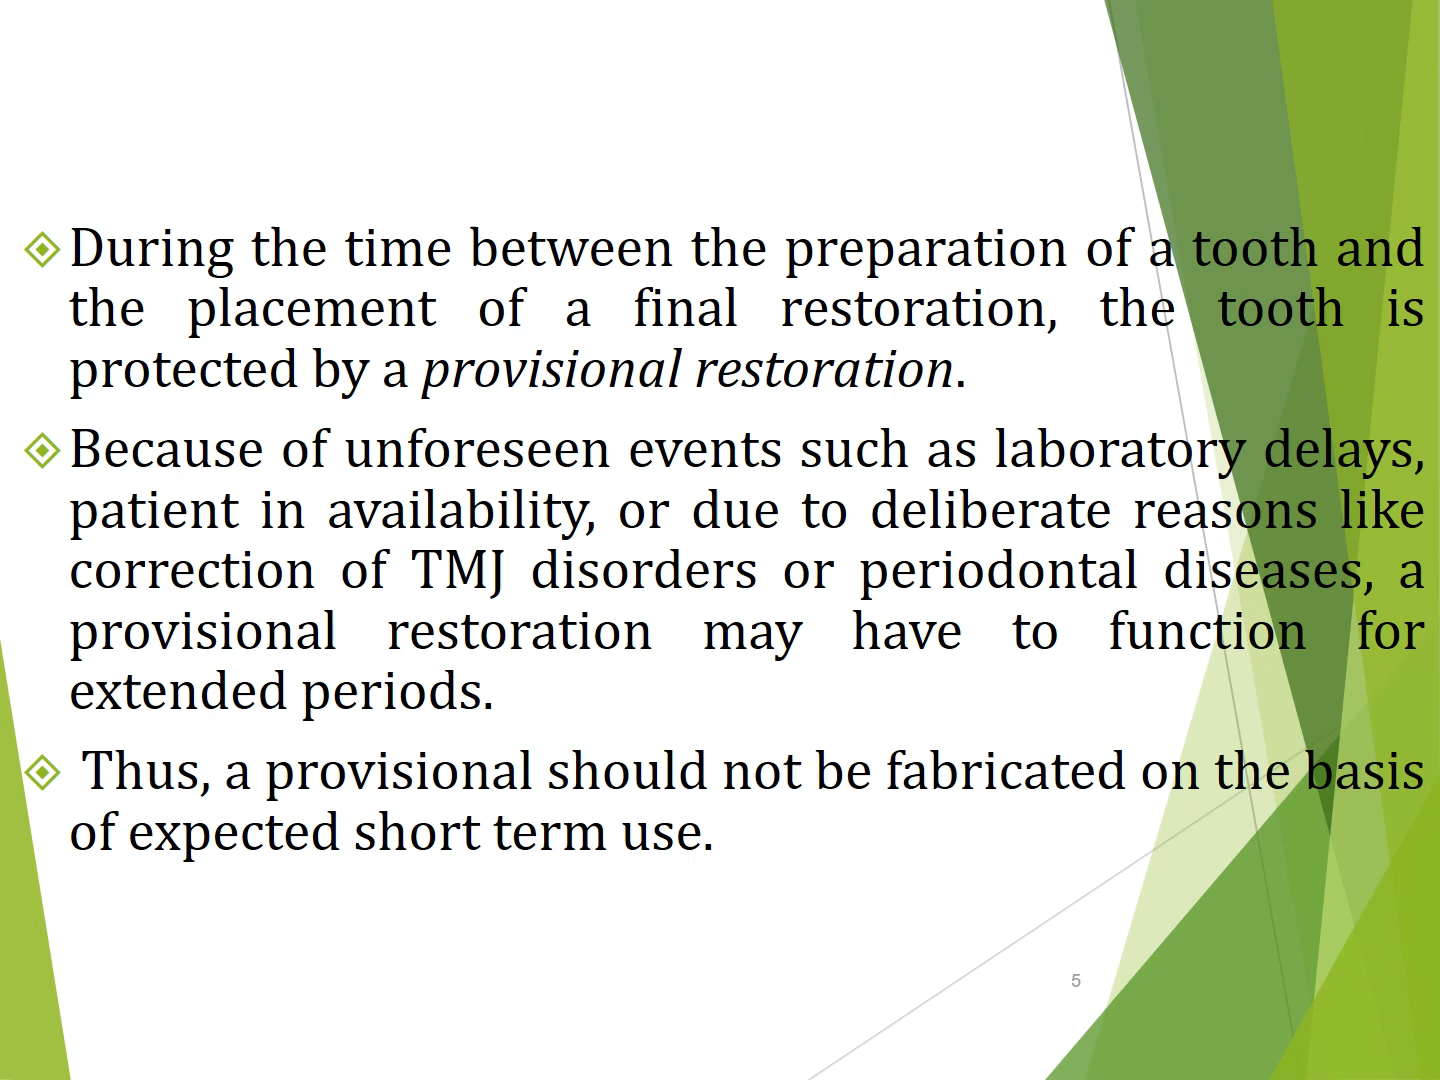 During the time between the preparation of a tooth and
the placement of a final restoration, the tooth is
protected by a provisional restoration.
Because of unforeseen events such as laboratory delays,
patient in availability, or due to deliberate reasons like
correction of TMJ disorders or periodontal diseases, a
provisional restoration may have to function for
extended periods.
Thus, a provisional should not be fabricated on the basis
of expected short term use.
5